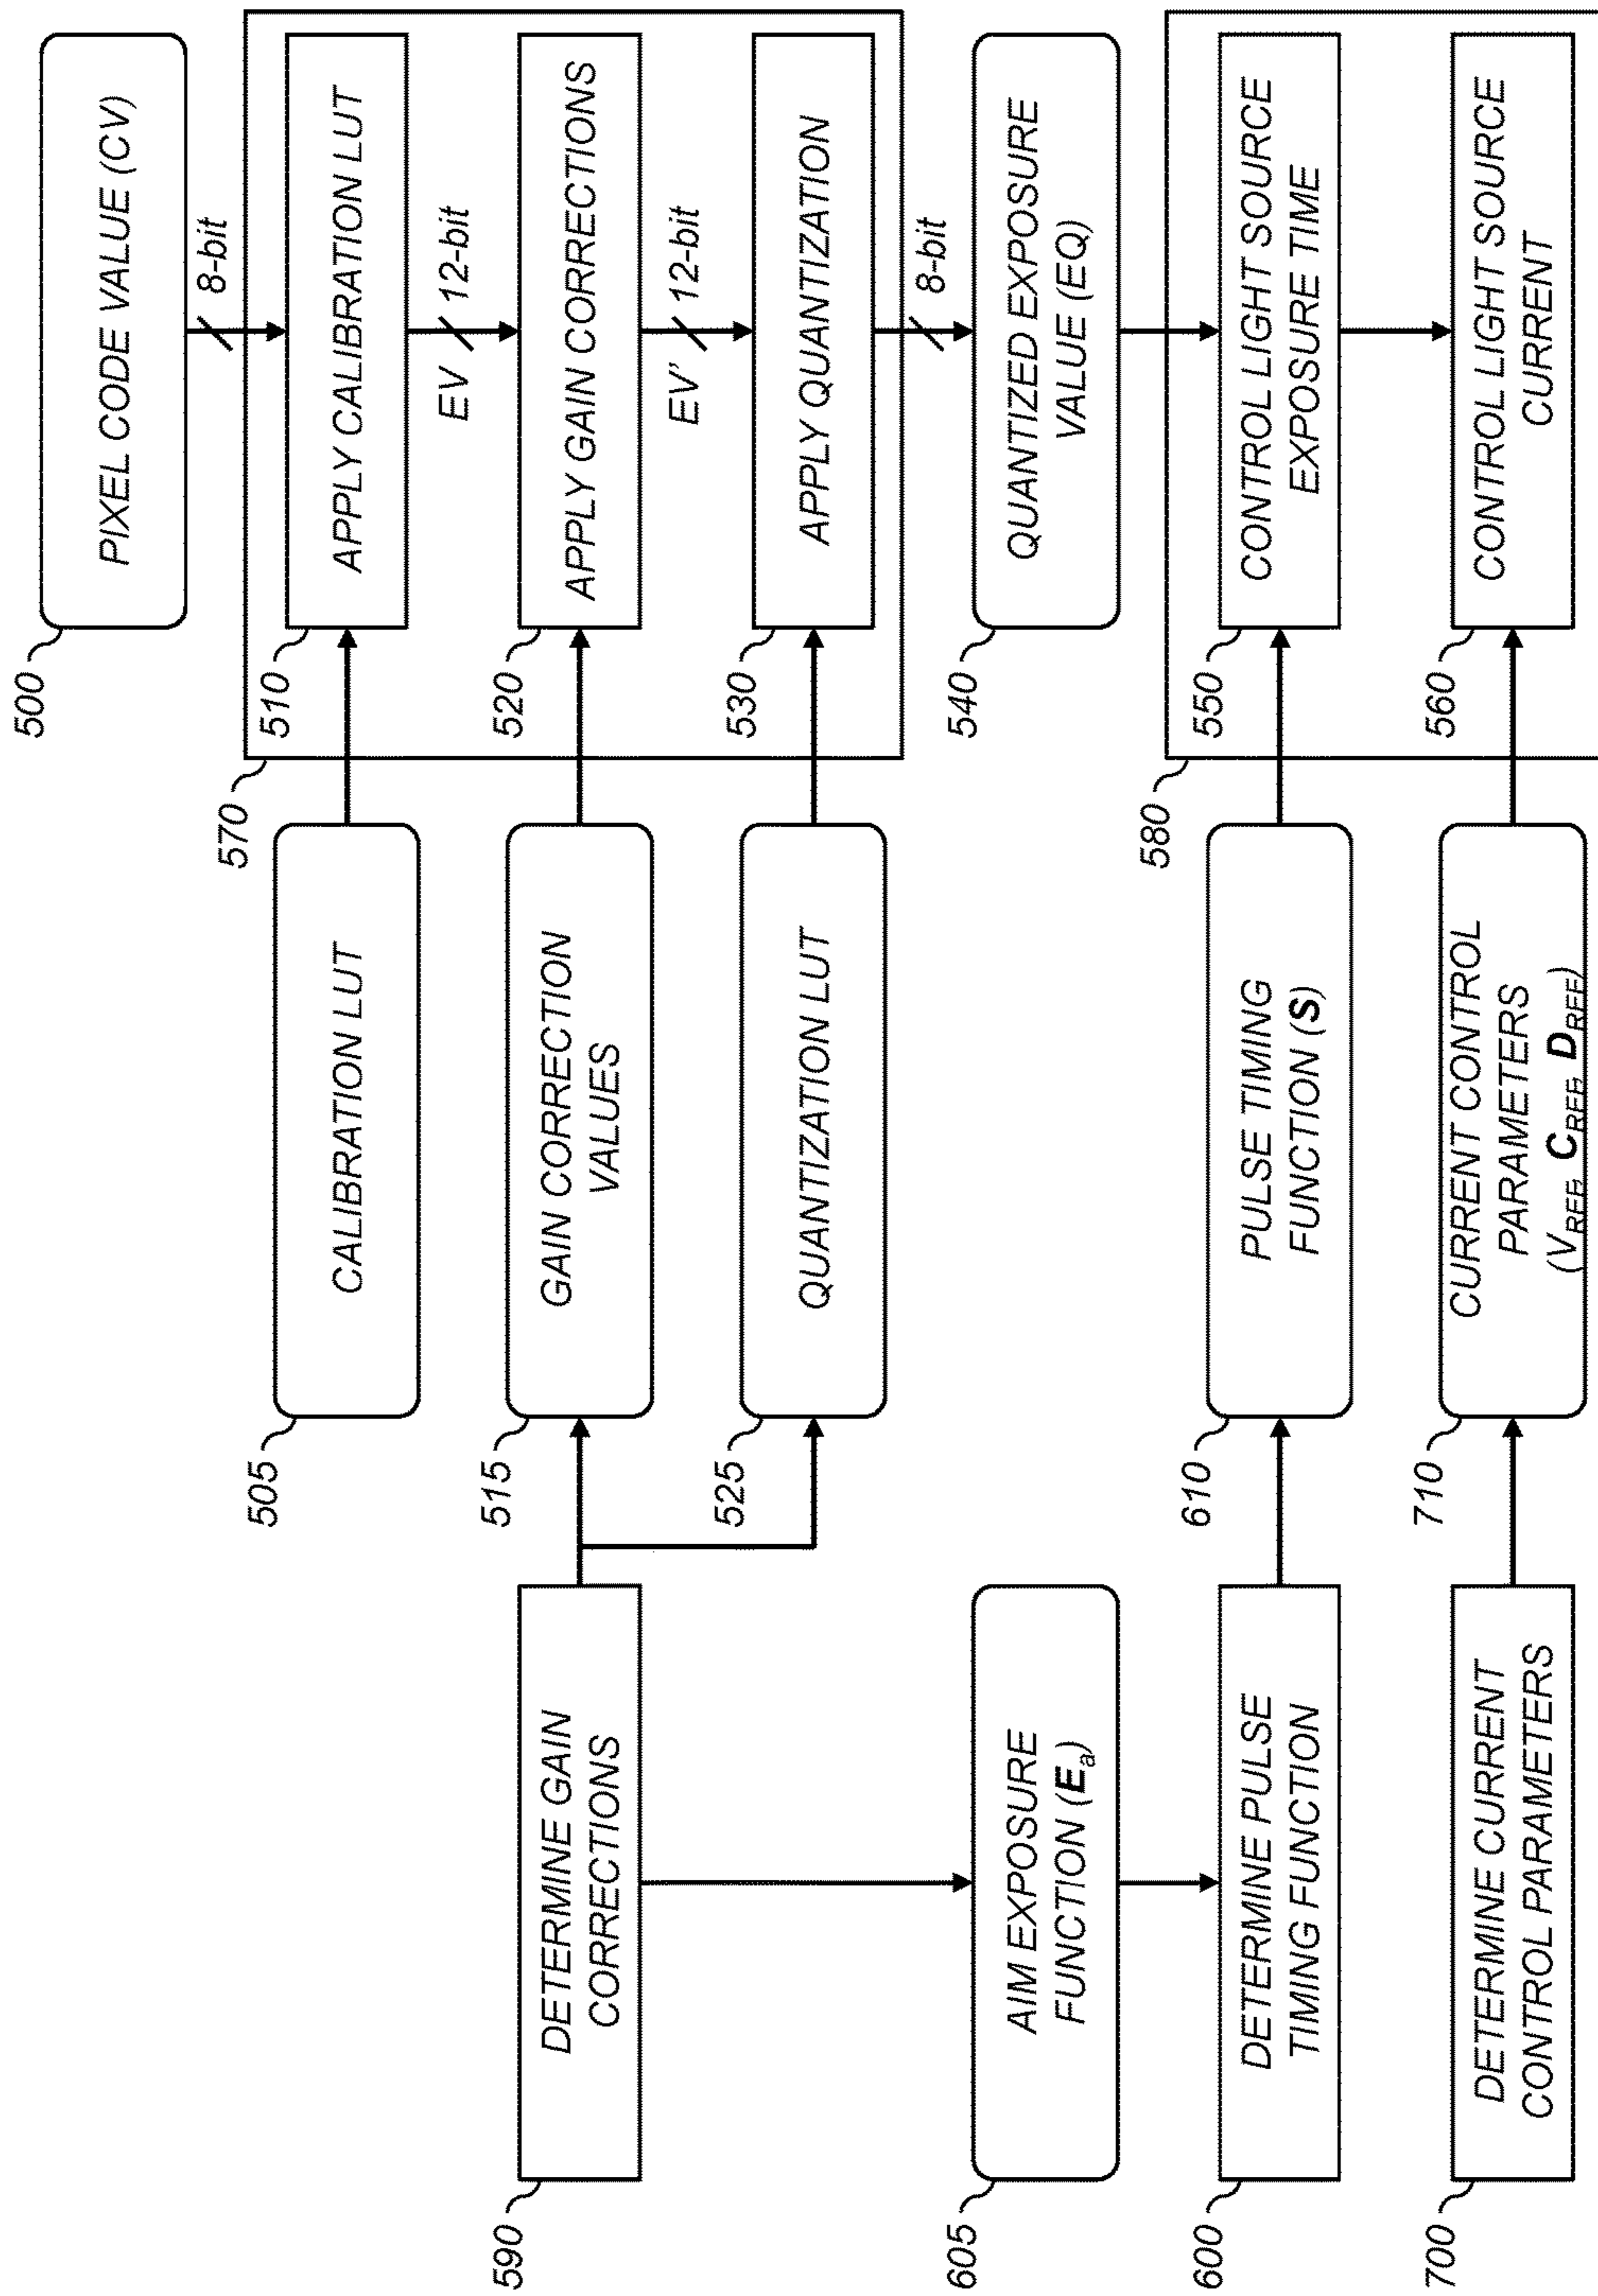 500
PIXEL CODE VALUE (CV)
8-bit
570
505
CALIBRATION LUT
510
APPLY CALIBRATION LUT
EV 12-bit
590
DETERMINE GAIN
CORRECTIONS
515
GAIN CORRECTION
VALUES
520
APPLY GAIN CORRECTIONS
EV' 12-bit
525
QUANTIZATION LUT
530
APPLY QUANTIZATION
8-bit
605
AIM EXPOSURE
FUNCTION (Ea)
540
QUANTIZED EXPOSURE
VALUE (EQ)
580
600
DETERMINE PULSE
TIMING FUNCTION
610
PULSE TIMING
FUNCTION (S)
550
CONTROL LIGHT SOURCE
EXPOSURE TIME
700
DETERMINE CURRENT
CONTROL PARAMETERS
710
CURRENT CONTROL
PARAMETERS
(VREF, CREF, DREF)
560
CONTROL LIGHT SOURCE
CURRENT